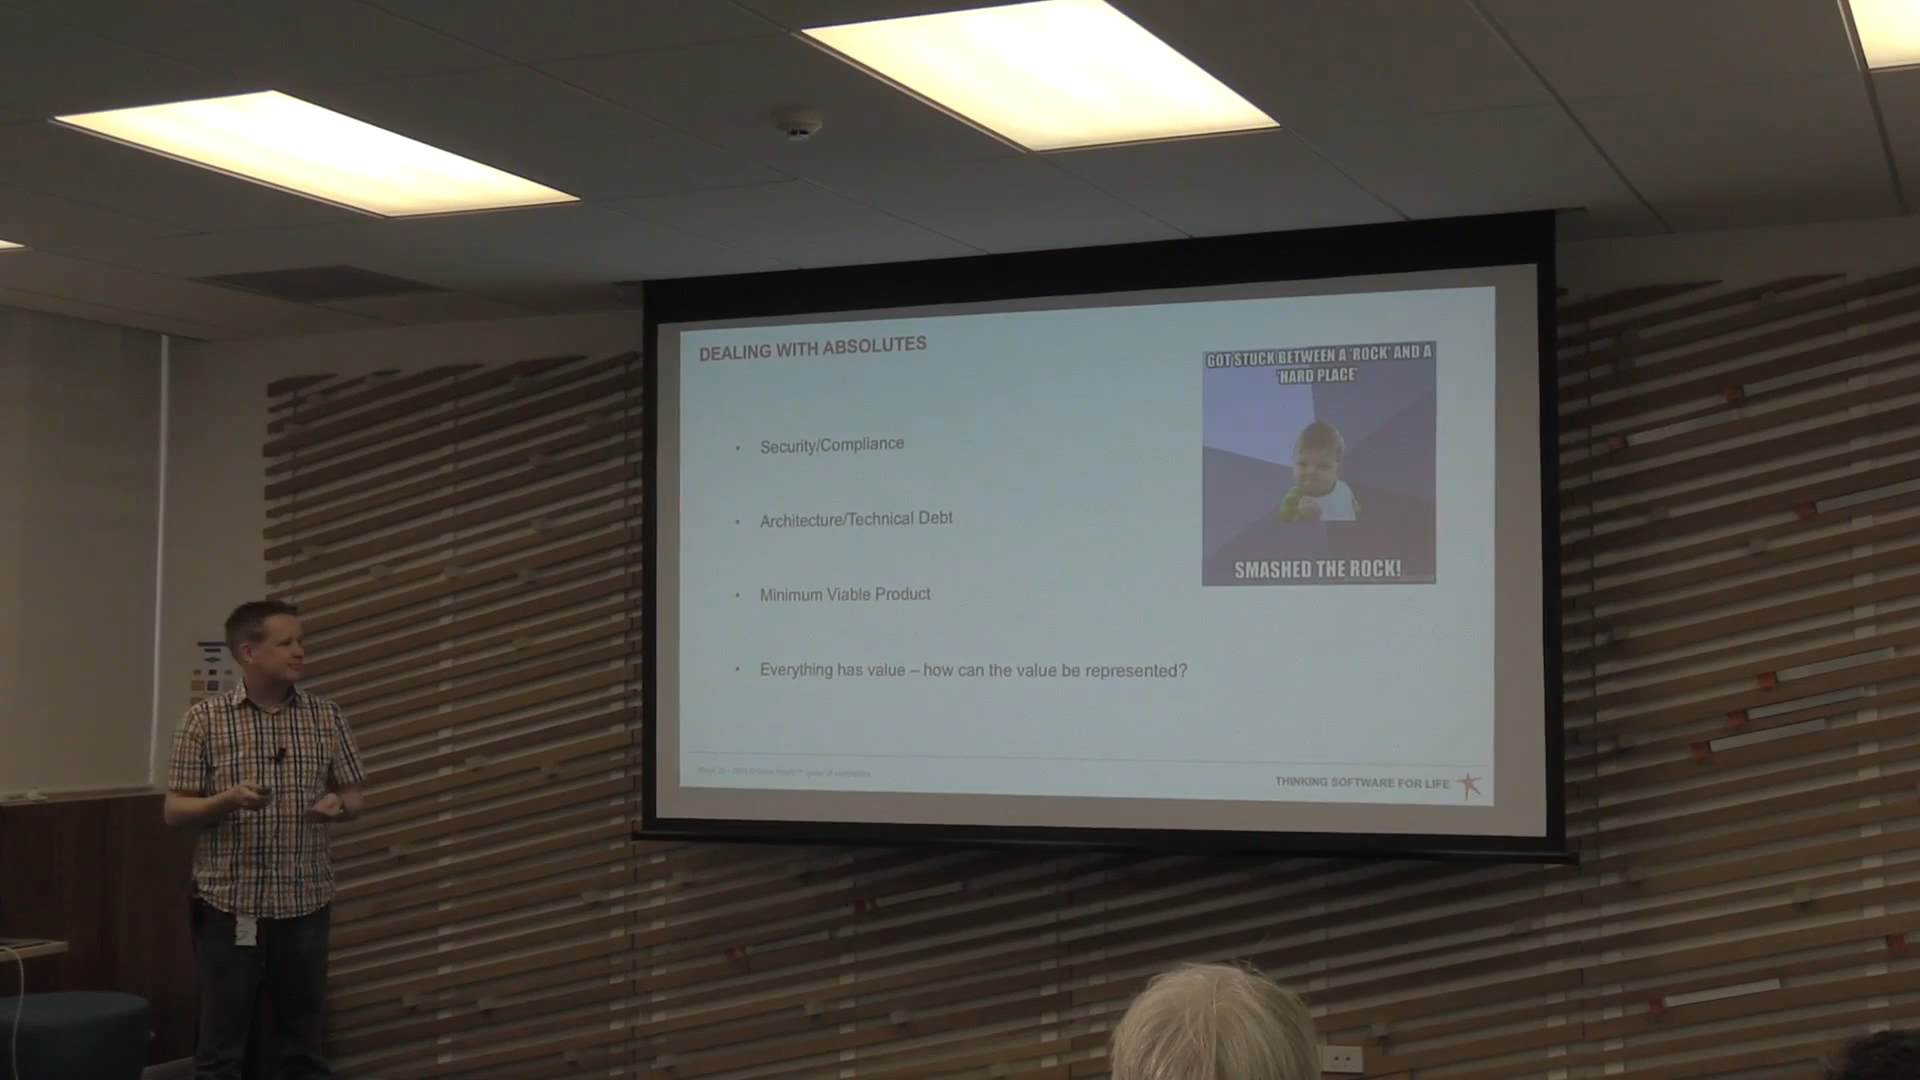 DEALING WITH ABSOLUTES
GOT STUCK BETWEEN A 'ROCK' AND A
'HARD PLACE'
SMASHED THE ROCK!
• Security/Compliance
• Architecture/Technical Debt
• Minimum Viable Product
• Everything has value – how can the value be represented?
THINKING SOFTWARE FOR LIFE